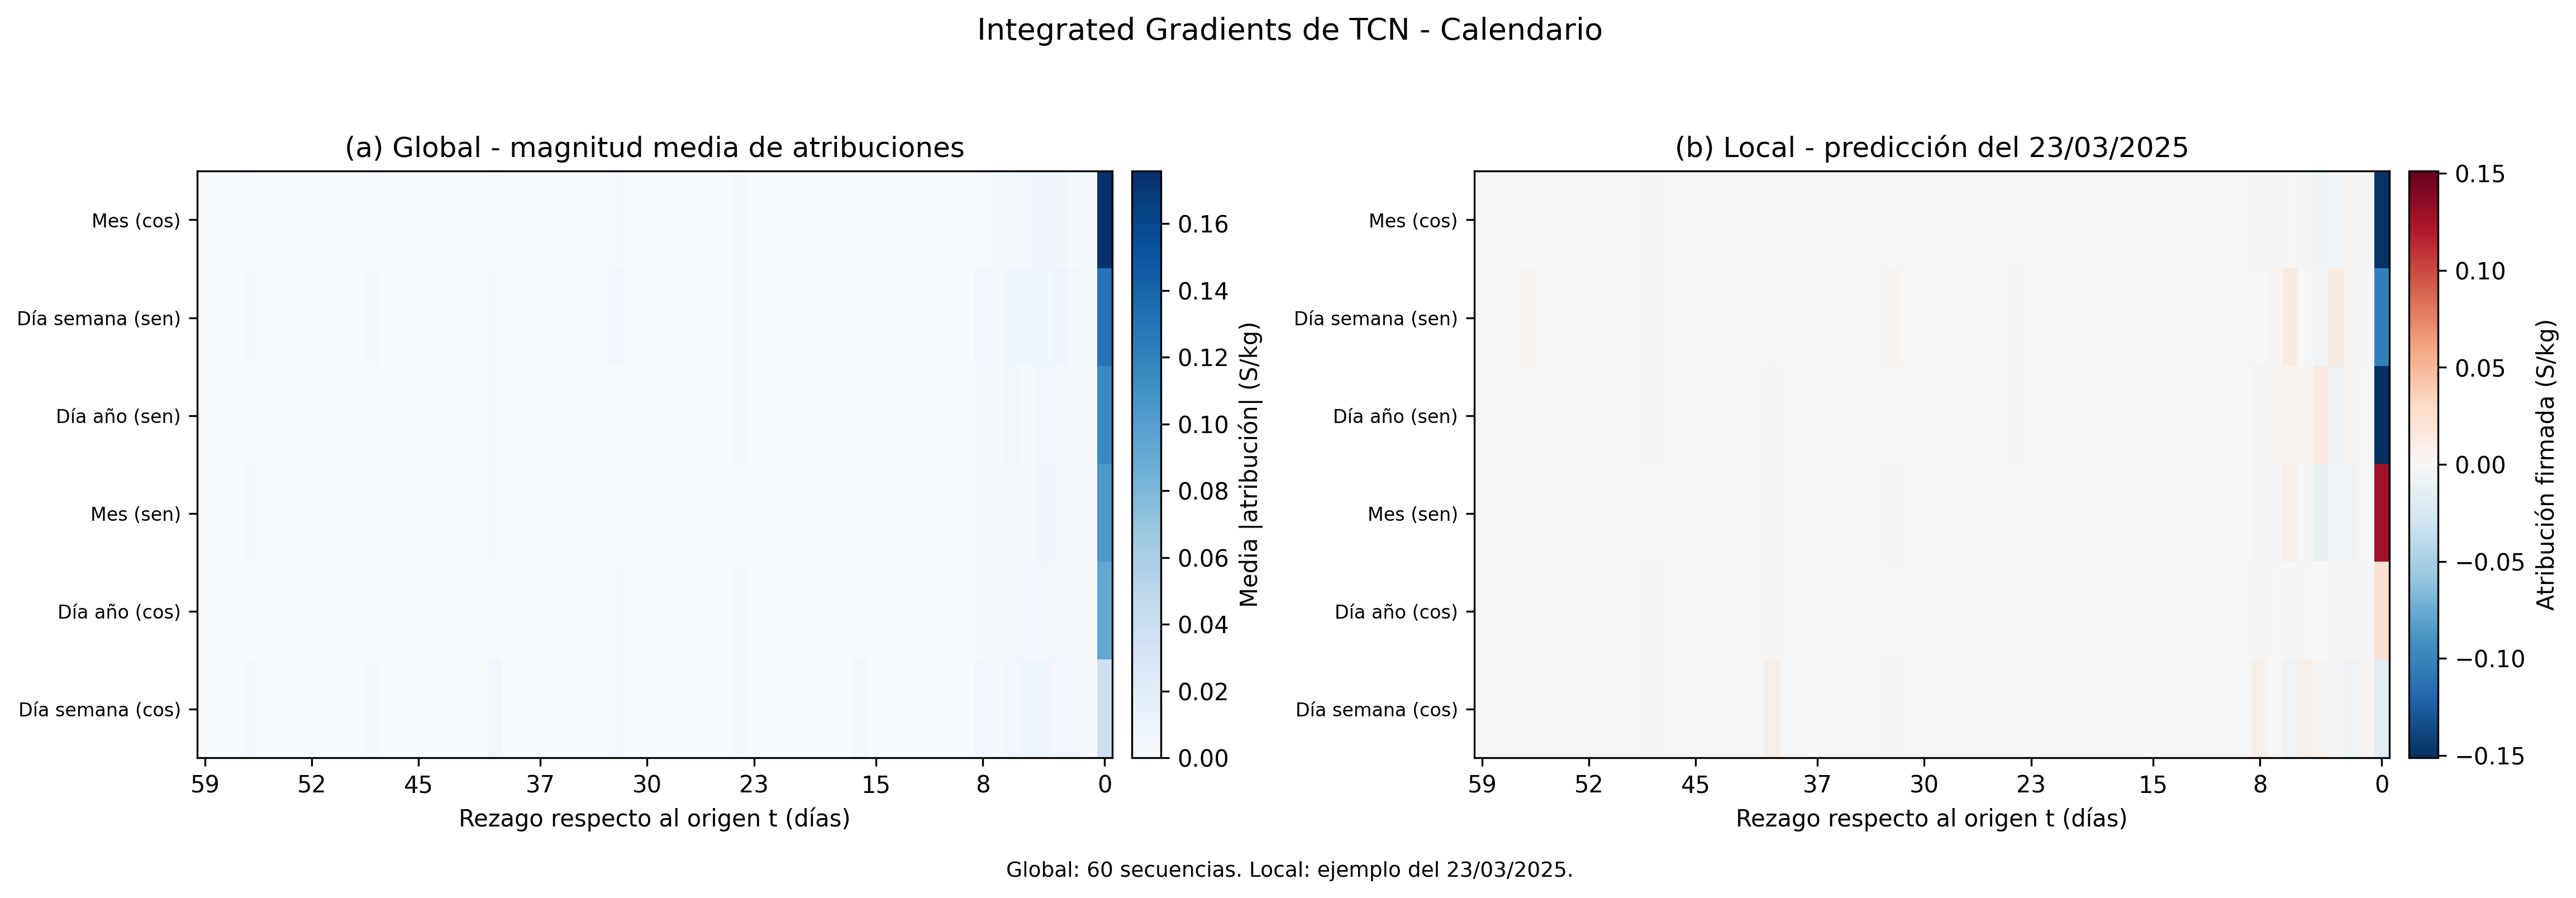 Integrated Gradients de TCN - Calendario
(a) Global - magnitud media de atribuciones
Mes (cos)
Día semana (sen)
Día año (sen)
Mes (sen)
Día año (cos)
Día semana (cos)
59 52 45 37 30 23 15 8 0
Rezago respecto al origen t (días)
0.16
0.14
0.12
0.10
0.08
0.06
0.04
0.02
0.00
Media |atribución| (S/kg)
(b) Local - predicción del 23/03/2025
Mes (cos)
Día semana (sen)
Día año (sen)
Mes (sen)
Día año (cos)
Día semana (cos)
59 52 45 37 30 23 15 8 0
Rezago respecto al origen t (días)
0.15
0.10
0.05
0.00
−0.05
−0.10
−0.15
Atribución firmada (S/kg)
Global: 60 secuencias. Local: ejemplo del 23/03/2025.